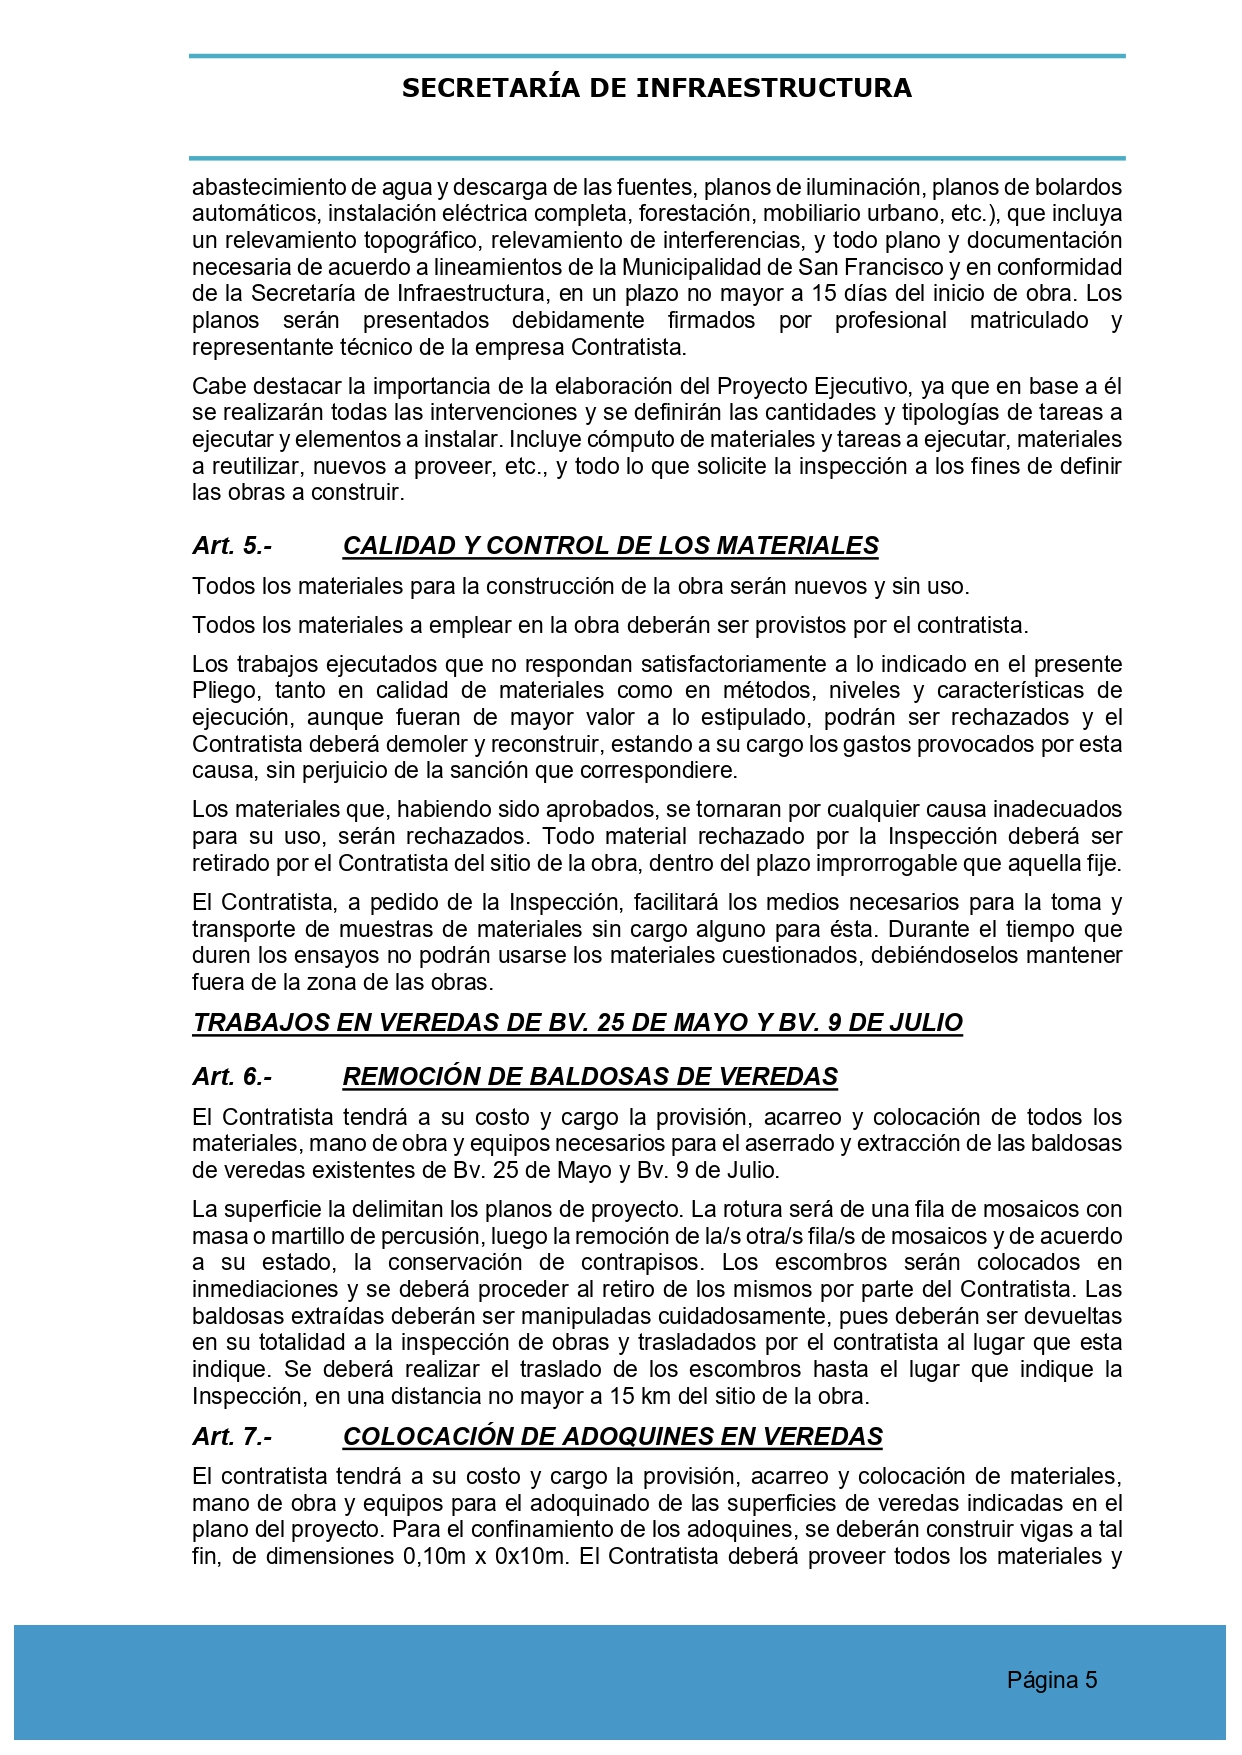 SECRETARÍA DE INFRAESTRUCTURA
abastecimiento de agua y descarga de las fuentes, planos de iluminación, planos de bolardos
automáticos, instalación eléctrica completa, forestación, mobiliario urbano, etc.), que incluya
un relevamiento topográfico, relevamiento de interferencias, y todo plano y documentación
necesaria de acuerdo a lineamientos de la Municipalidad de San Francisco y en conformidad
de la Secretaría de Infraestructura, en un plazo no mayor a 15 días del inicio de obra. Los
planos serán presentados debidamente firmados por profesional matriculado y
representante técnico de la empresa Contratista.
Cabe destacar la importancia de la elaboración del Proyecto Ejecutivo, ya que en base a él
se realizarán todas las intervenciones y se definirán las cantidades y tipologías de tareas a
ejecutar y elementos a instalar. Incluye cómputo de materiales y tareas a ejecutar, materiales
a reutilizar, nuevos a proveer, etc., y todo lo que solicite la inspección a los fines de definir
las obras a construir.
Art. 5.- CALIDAD Y CONTROL DE LOS MATERIALES
Todos los materiales para la construcción de la obra serán nuevos y sin uso.
Todos los materiales a emplear en la obra deberán ser provistos por el contratista.
Los trabajos ejecutados que no respondan satisfactoriamente a lo indicado en el presente
Pliego, tanto en calidad de materiales como en métodos, niveles y características de
ejecución, aunque fueran de mayor valor a lo estipulado, podrán ser rechazados y el
Contratista deberá demoler y reconstruir, estando a su cargo los gastos provocados por esta
causa, sin perjuicio de la sanción que correspondiere.
Los materiales que, habiendo sido aprobados, se tornaran por cualquier causa inadecuados
para su uso, serán rechazados. Todo material rechazado por la Inspección deberá ser
retirado por el Contratista del sitio de la obra, dentro del plazo improrrogable que aquella fije.
El Contratista, a pedido de la Inspección, facilitará los medios necesarios para la toma y
transporte de muestras de materiales sin cargo alguno para ésta. Durante el tiempo que
duren los ensayos no podrán usarse los materiales cuestionados, debiéndoselos mantener
fuera de la zona de las obras.
TRABAJOS EN VEREDAS DE BV. 25 DE MAYO Y BV. 9 DE JULIO
Art. 6.- REMOCIÓN DE BALDOSAS DE VEREDAS
El Contratista tendrá a su costo y cargo la provisión, acarreo y colocación de todos los
materiales, mano de obra y equipos necesarios para el aserrado y extracción de las baldosas
de veredas existentes de Bv. 25 de Mayo y Bv. 9 de Julio.
La superficie la delimitan los planos de proyecto. La rotura será de una fila de mosaicos con
masa o martillo de percusión, luego la remoción de la/s otra/s fila/s de mosaicos y de acuerdo
a su estado, la conservación de contrapisos. Los escombros serán colocados en
inmediaciones y se deberá proceder al retiro de los mismos por parte del Contratista. Las
baldosas extraídas deberán ser manipuladas cuidadosamente, pues deberán ser devueltas
en su totalidad a la inspección de obras y trasladados por el contratista al lugar que esta
indique. Se deberá realizar el traslado de los escombros hasta el lugar que indique la
Inspección, en una distancia no mayor a 15 km del sitio de la obra.
Art. 7.- COLOCACIÓN DE ADOQUINES EN VEREDAS
El contratista tendrá a su costo y cargo la provisión, acarreo y colocación de materiales,
mano de obra y equipos para el adoquinado de las superficies de veredas indicadas en el
plano del proyecto. Para el confinamiento de los adoquines, se deberán construir vigas a tal
fin, de dimensiones 0,10m x 0x10m. El Contratista deberá proveer todos los materiales y
Página 5